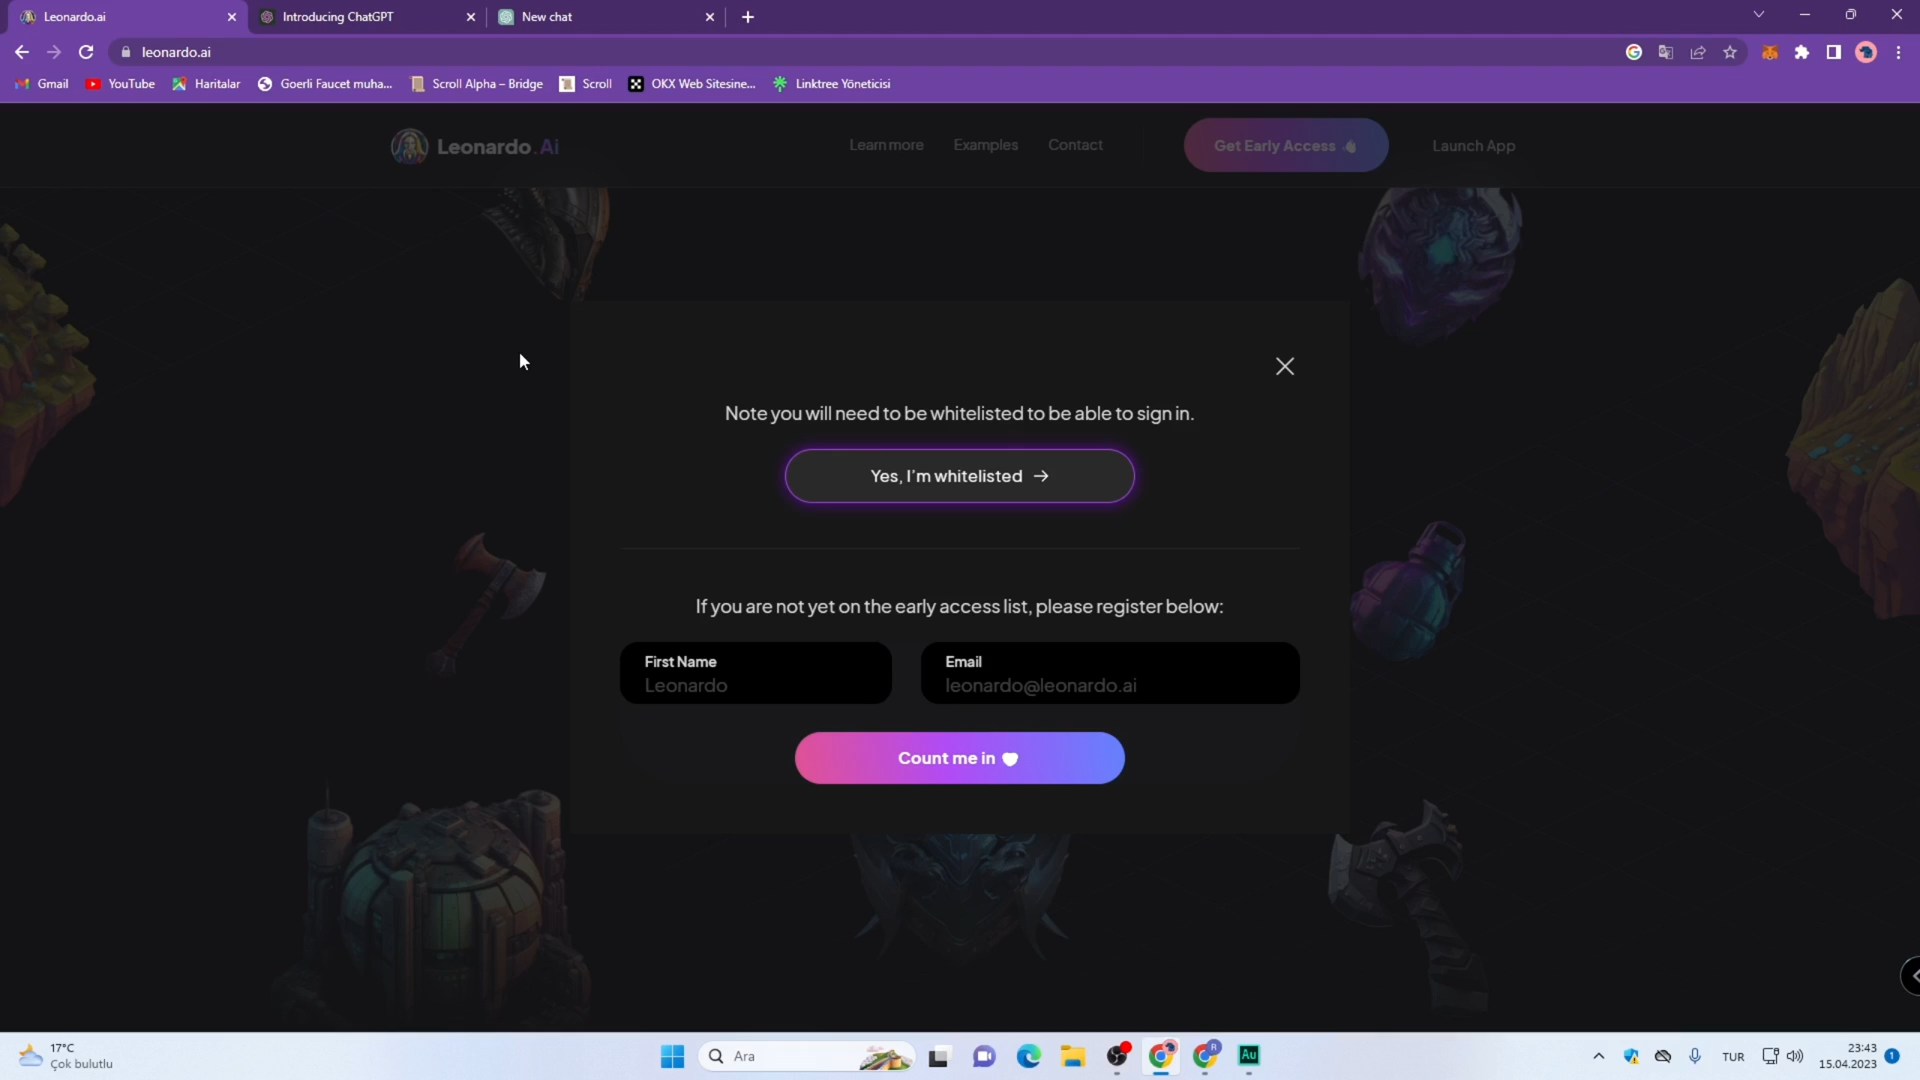 Leonardo.ai
Introducing ChatGPT
New chat
leonardo.ai
Gmail
YouTube
Haritalar
Goerli Faucet muha...
Scroll Alpha – Bridge
Scroll
OKX Web Sitesine...
Linktree Yöneticisi
Leonardo.Ai
Learn more
Examples
Contact
Get Early Access
Launch App
Note you will need to be whitelisted to be able to sign in.
Yes, I'm whitelisted →
If you are not yet on the early access list, please register below:
First Name
Leonardo
Email
leonardo@leonardo.ai
Count me in
17°C
Çok bulutlu
Ara
R
Au
TUR
23:43
15.04.2023
1